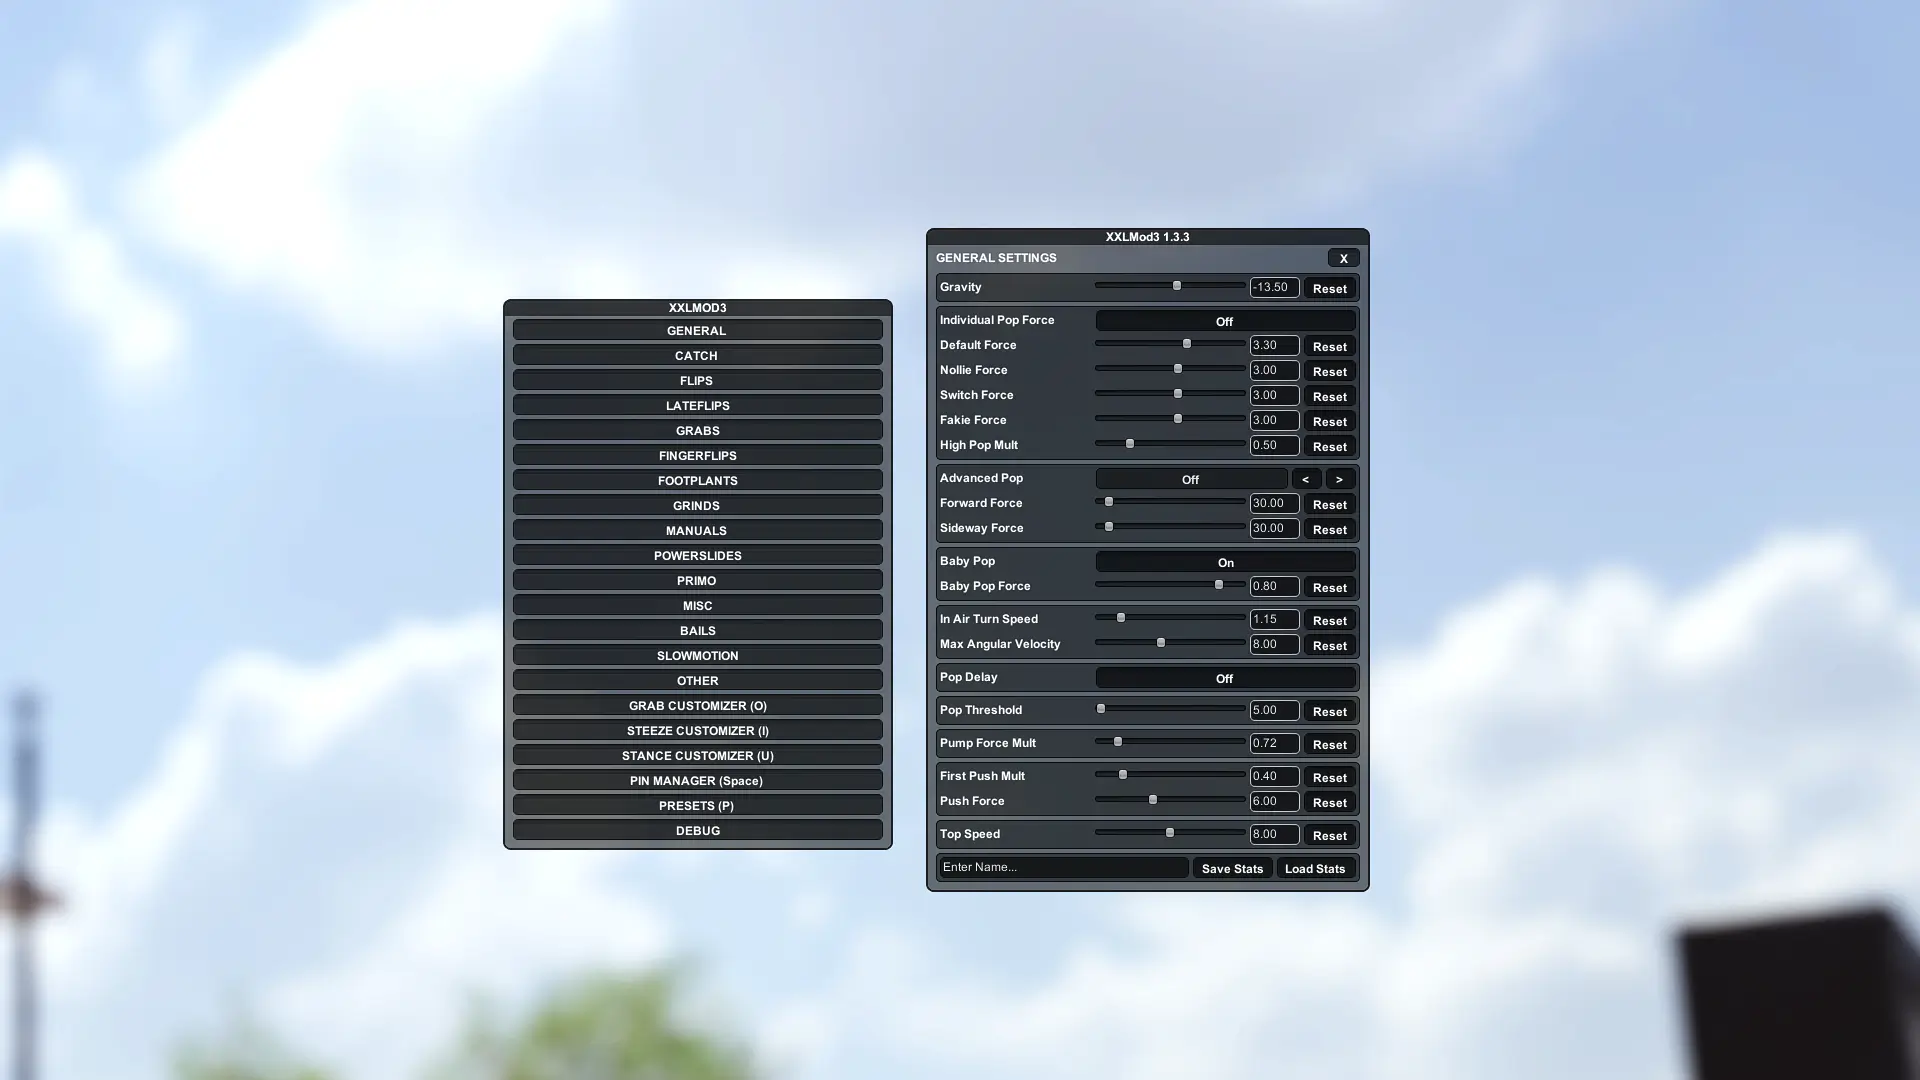 XXLMOD3
GENERAL
CATCH
FLIPS
LATEFLIPS
GRABS
FINGERFLIPS
FOOTPLANTS
GRINDS
MANUALS
POWERSLIDES
PRIMO
MISC
BAILS
SLOWMOTION
OTHER
GRAB CUSTOMIZER (O)
STEEZE CUSTOMIZER (I)
STANCE CUSTOMIZER (U)
PIN MANAGER (Space)
PRESETS (P)
DEBUG
XXLMod3 1.3.3
GENERAL SETTINGS X
Gravity -13.50 Reset
Individual Pop Force Off
Default Force 3.30 Reset
Nollie Force 3.00 Reset
Switch Force 3.00 Reset
Fakie Force 3.00 Reset
High Pop Mult 0.50 Reset
Advanced Pop Off < >
Forward Force 30.00 Reset
Sideway Force 30.00 Reset
Baby Pop On
Baby Pop Force 0.80 Reset
In Air Turn Speed 1.15 Reset
Max Angular Velocity 8.00 Reset
Pop Delay Off
Pop Threshold 5.00 Reset
Pump Force Mult 0.72 Reset
First Push Mult 0.40 Reset
Push Force 6.00 Reset
Top Speed 8.00 Reset
Enter Name... Save Stats Load Stats